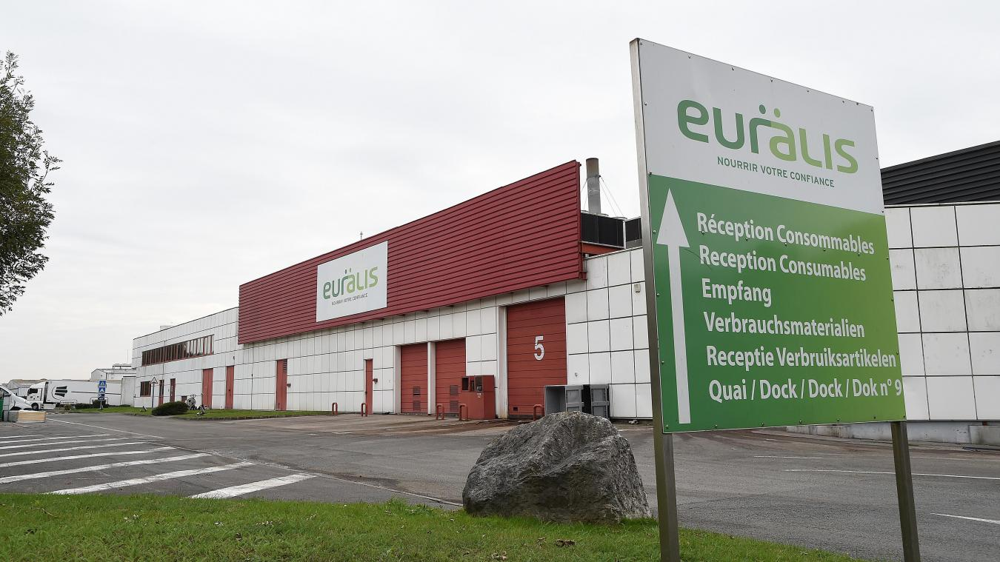 euralis
NOURRIR VOTRE CONFIANCE
Réception Consommables
Reception Consumables
Empfang
Verbrauchsmaterialien
Receptie Verbruiksartikelen
Quai / Dock / Dock / Dok n° 9
euralis
NOURRIR VOTRE CONFIANCE
5